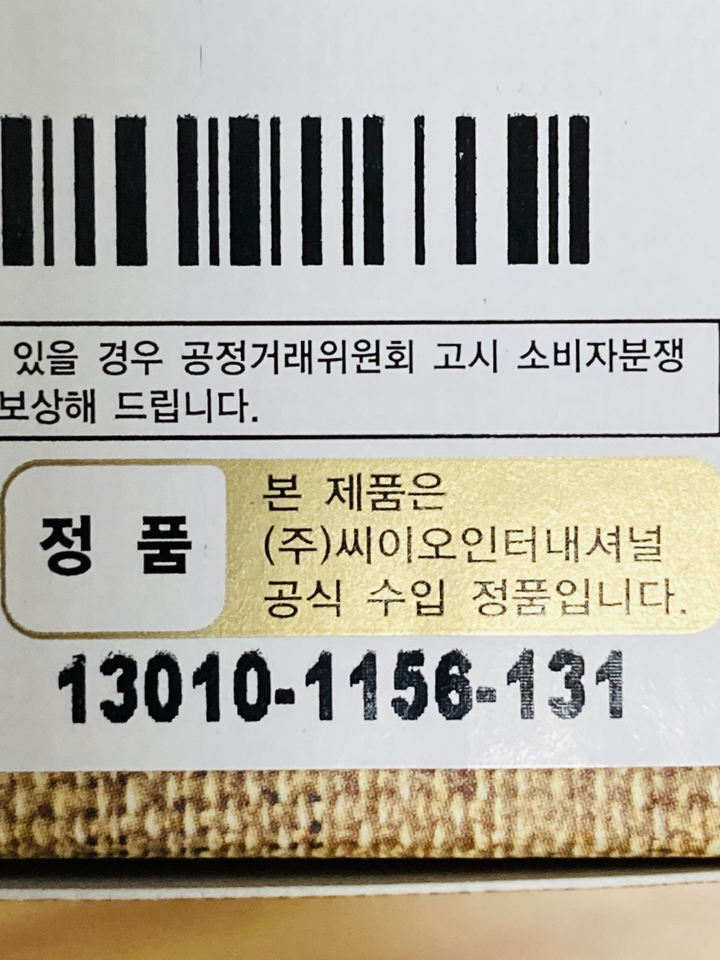 있을 경우 공정거래위원회 고시 소비자분쟁
보상해 드립니다.
정 품
본 제품은
(주)씨이오인터내셔널
공식 수입 정품입니다.
13010-1156-131